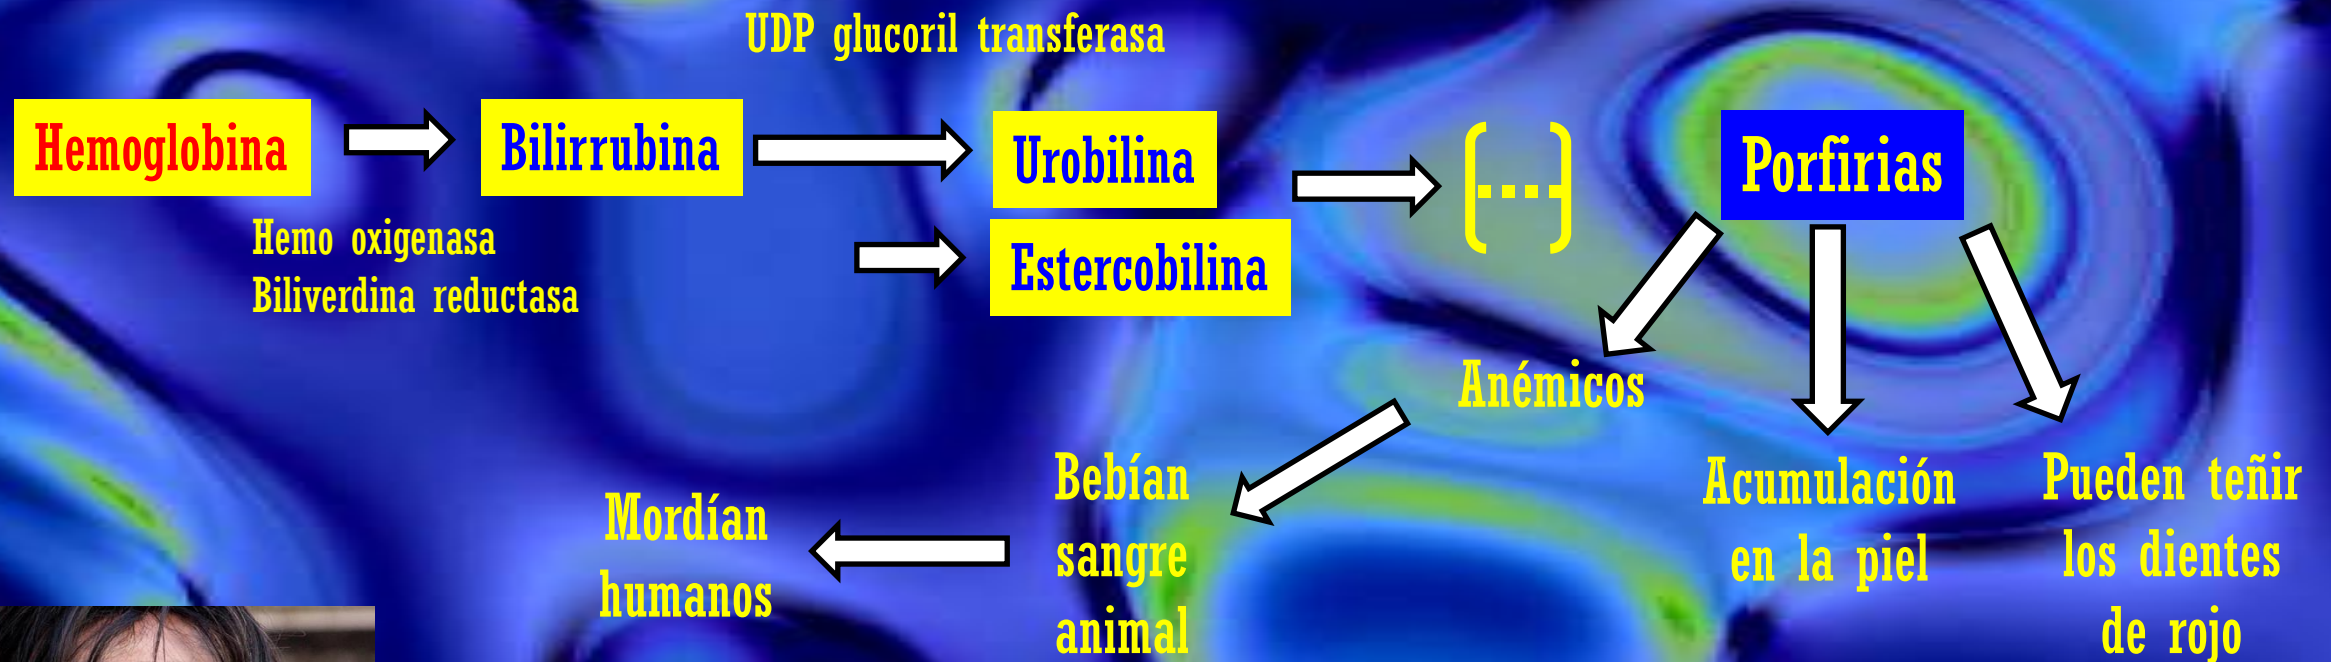 UDP glucoril transferasa
Hemoglobina
Bilirrubina
Urobilina
Porfirias
Hemo oxigenasa
Biliverdina reductasa
Estercobilina
Anémicos
Bebían
sangre
animal
Mordían
humanos
Acumulación
en la piel
Pueden teñir
los dientes
de rojo